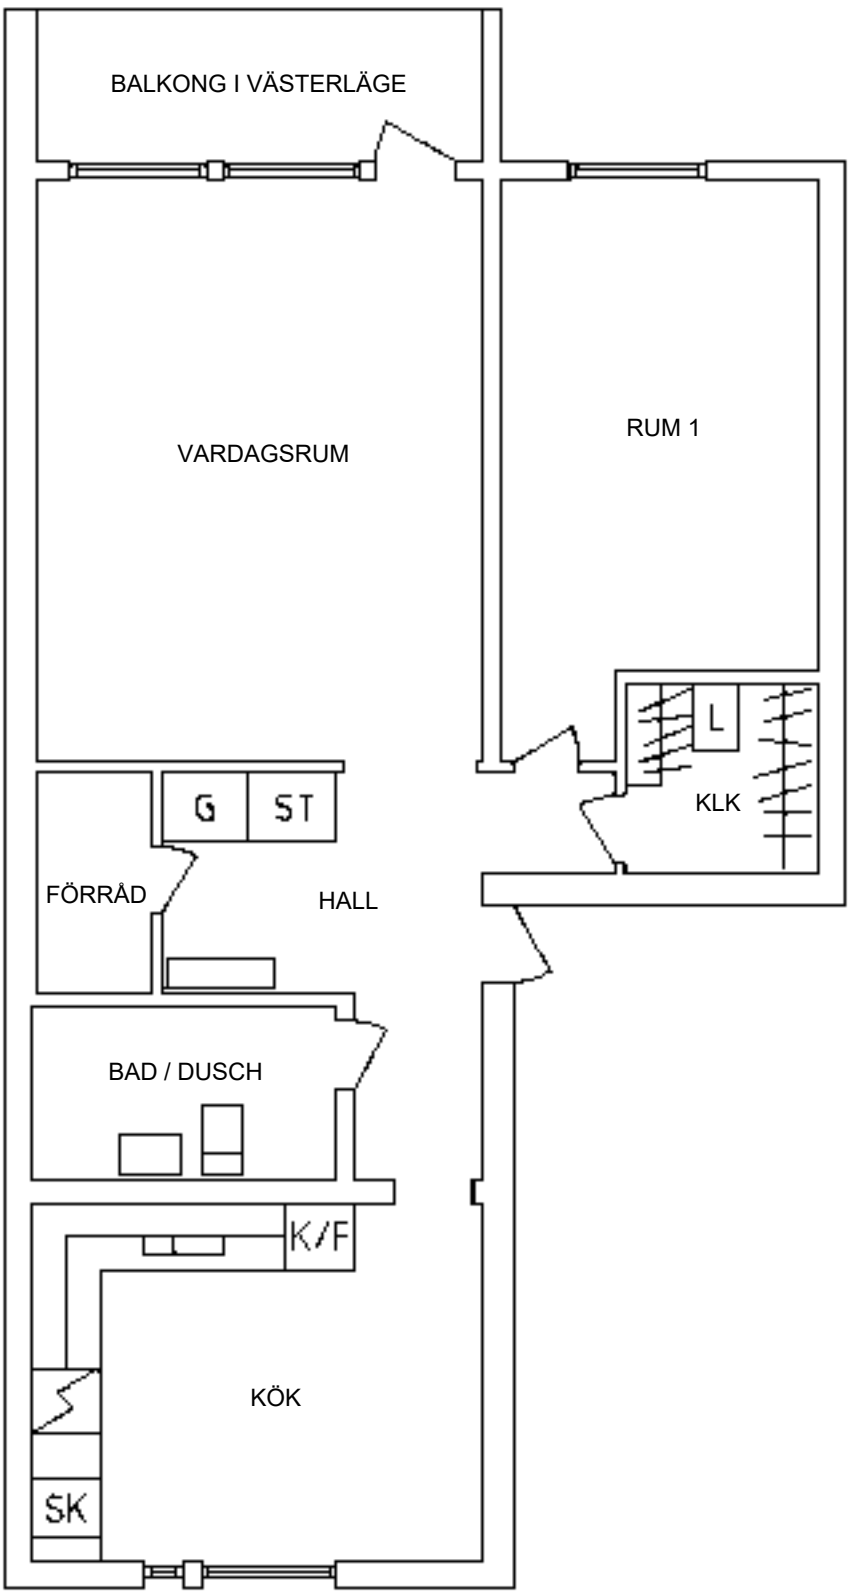 BALKONG I VÄSTERLÄGE
RUM 1
VARDAGSRUM
L
KLK
G
ST
FÖRRÅD
HALL
BAD / DUSCH
K/F
KÖK
SK